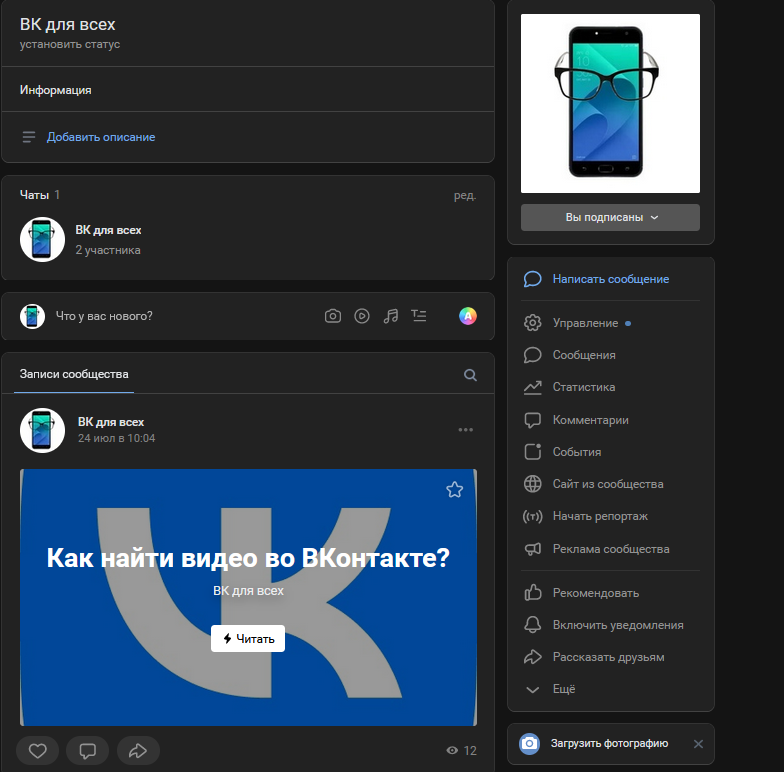 ВК для всех
установить статус
Информация
Добавить описание
Чаты 1
ред.
ВК для всех
2 участника
Что у вас нового?
Записи сообщества
ВК для всех
24 июл в 10:04
Как найти видео во ВКонтакте?
ВК для всех
Читать
12
Вы подписаны
Написать сообщение
Управление
Сообщения
Статистика
Комментарии
События
Сайт из сообщества
Начать репортаж
Реклама сообщества
Рекомендовать
Включить уведомления
Рассказать друзьям
Ещё
Загрузить фотографию